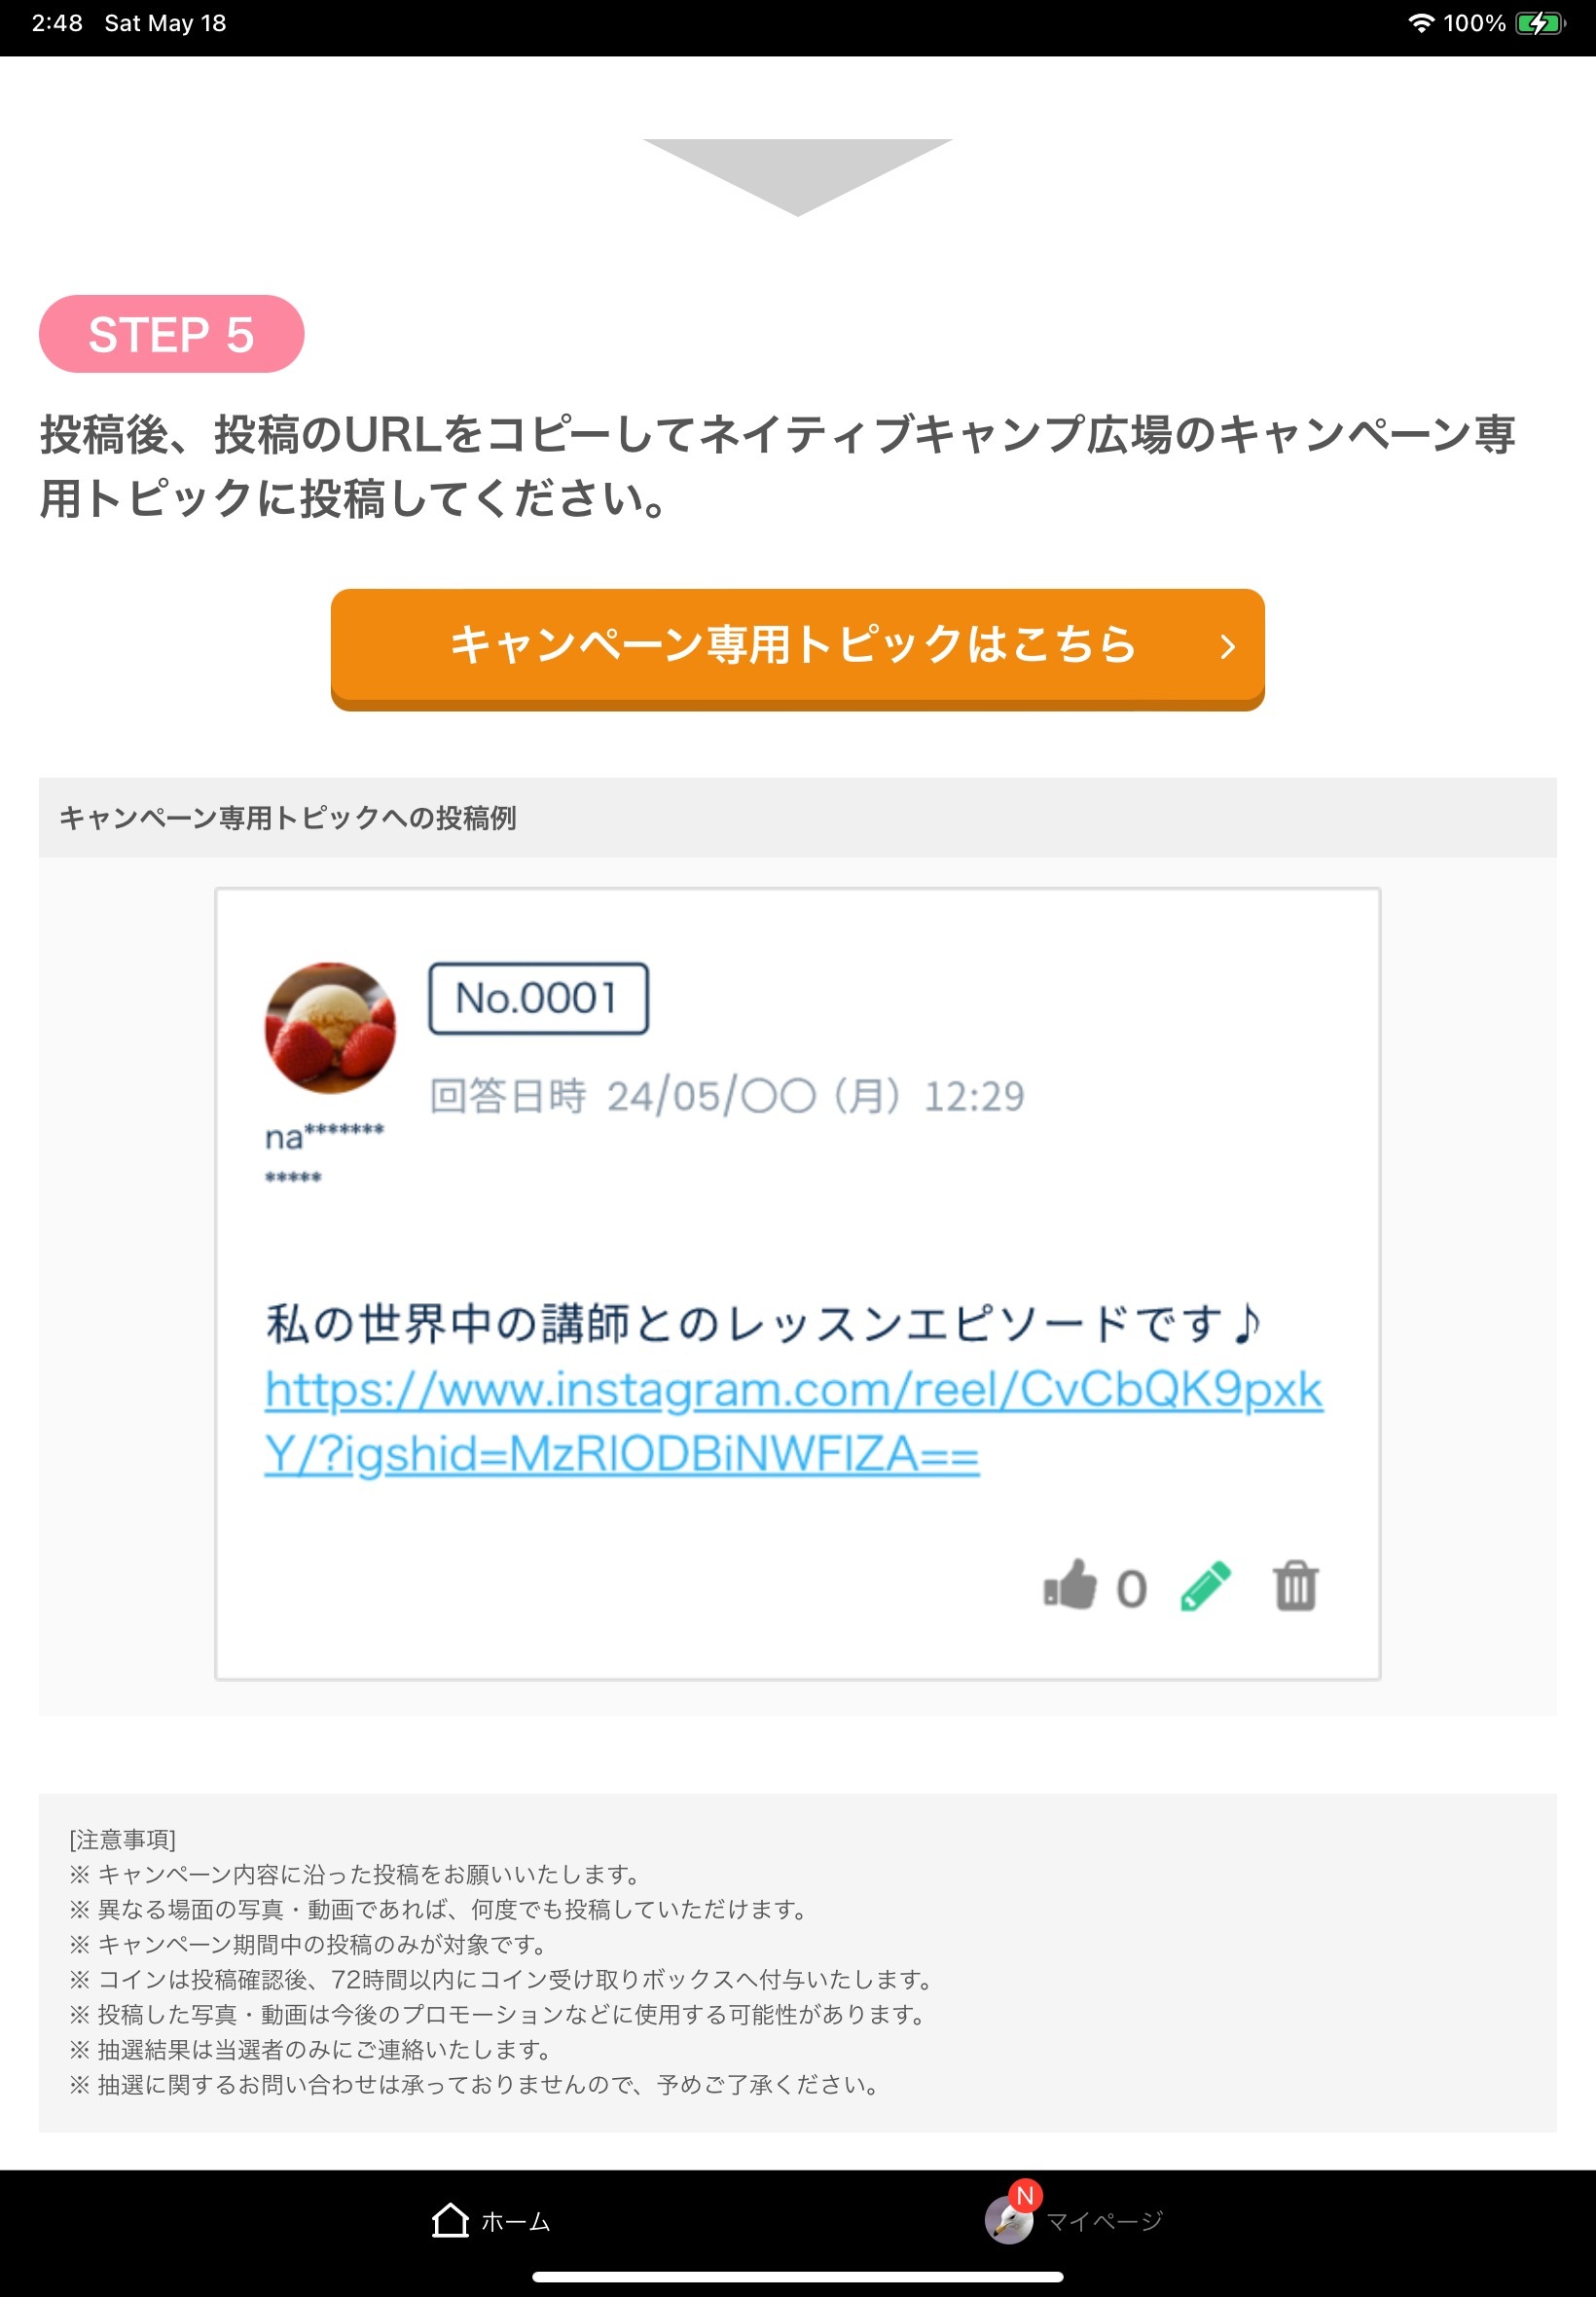 2:48 Sat May 18
100%
STEP 5
投稿後、投稿のURLをコピーしてネイティブキャンプ広場のキャンペーン専
用トピックに投稿してください。
キャンペーン専用トピックはこちら
キャンペーン専用トピックへの投稿例
No.0001
回答日時 24/05/〇〇（月）12:29
na*******
*****
私の世界中の講師とのレッスンエピソードです♪
https://www.instagram.com/reel/CvCbQK9pxk
Y/?igshid=MzRlODBiNWFlZA==
0
[注意事項]
※ キャンペーン内容に沿った投稿をお願いいたします。
※ 異なる場面の写真・動画であれば、何度でも投稿していただけます。
※ キャンペーン期間中の投稿のみが対象です。
※ コインは投稿確認後、72時間以内にコイン受け取りボックスへ付与いたします。
※ 投稿した写真・動画は今後のプロモーションなどに使用する可能性があります。
※ 抽選結果は当選者のみにご連絡いたします。
※ 抽選に関するお問い合わせは承っておりませんので、予めご了承ください。
ホーム
N
マイページ